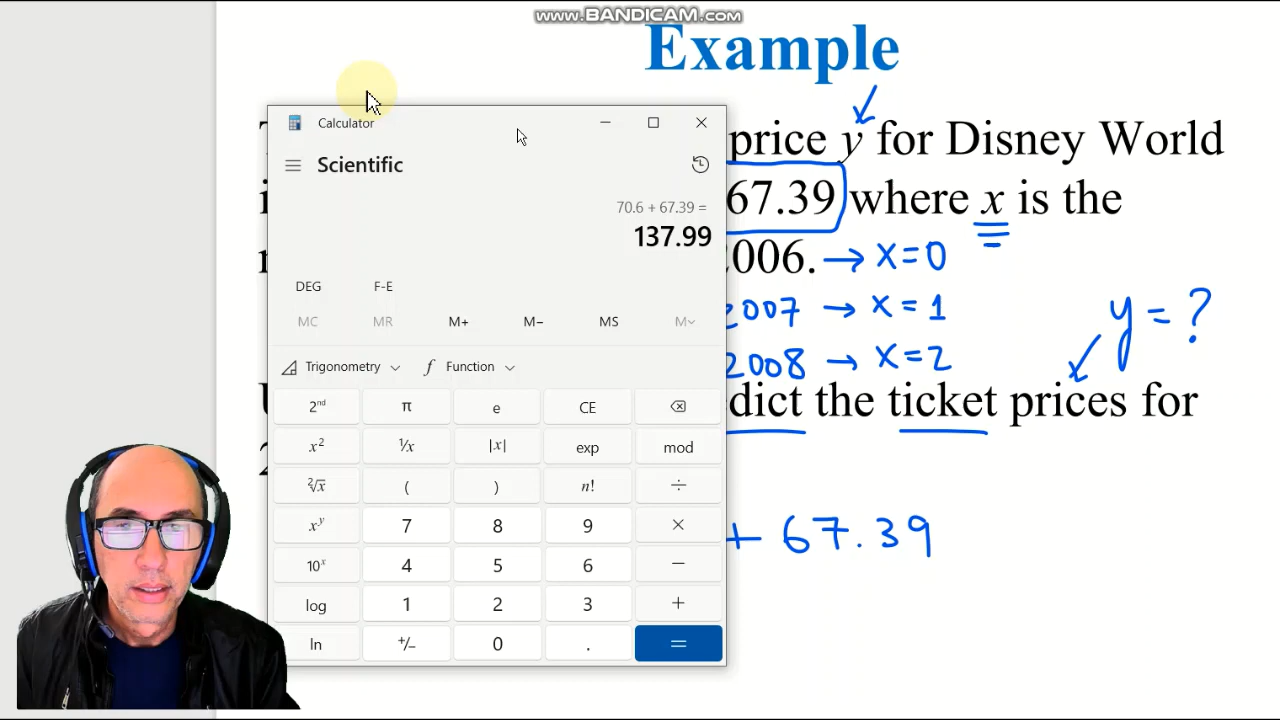 www.BANDICAM.com
Example
price y for Disney World
67.39 where x is the
2006. → x=0
2007 → x=1
2008 → x=2
y = ?
dict the ticket prices for
+ 67.39
Calculator
Scientific
70.6 + 67.39 =
137.99
DEG F-E
MC MR M+ M− MS M
Trigonometry f Function
2nd π e CE
x² ¹/x |x| exp mod
²√x ( ) n! ÷
xʸ 7 8 9 ×
10ˣ 4 5 6 −
log 1 2 3 +
ln +/− 0 . =